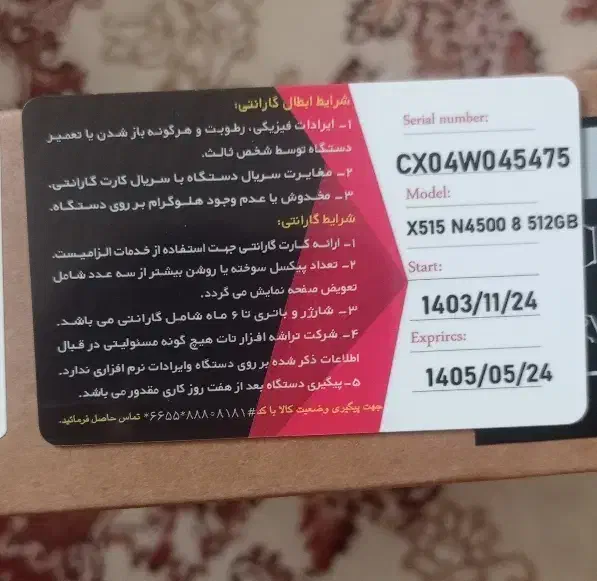 شرایط ابطال گارانتی:
۱- ایرادات فیزیکی، رطوبت و هرگونه باز شدن یا تعمیر
دستگاه توسط شخص ثالث.
۲- مغایرت سریال دستگاه با سریال کارت گارانتی.
۳- مخدوش یا عدم وجود هلوگرام بر روی دستگاه.
شرایط گارانتی:
۱- ارائه کارت گارانتی جهت استفاده از خدمات الزامیست.
۲- تعداد پیکسل سوخته یا روشن بیشتر از سه عدد شامل
تعویض صفحه نمایش می گردد.
۳- شارژر و باتری تا ۶ ماه شامل گارانتی می باشد.
۴- شرکت تراشه افزار تات هیچ گونه مسئولیتی در قبال
اطلاعات ذکر شده بر روی دستگاه وایرادات نرم افزاری ندارد.
۵- پیگیری دستگاه بعد از هفت روز کاری مقدور می باشد.
جهت پیگیری وضعیت کالا با کد #۸۸۸۰۸۱۸۱*۶۶۵۵* تماس حاصل فرمائید.
Serial number:
CX04W045475
Model:
X515 N4500 8 512GB
Start:
1403/11/24
Exprircs:
1405/05/24